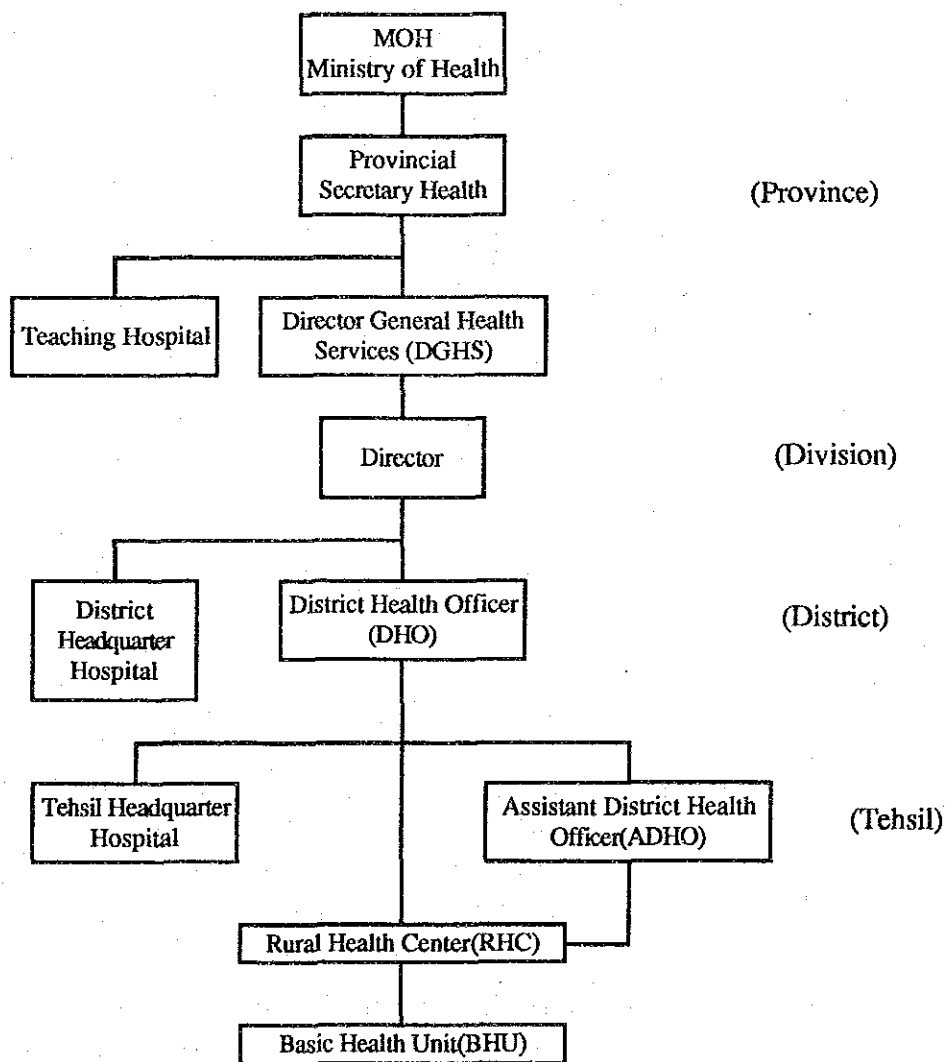 MOH
Ministry of Health
Provincial
Secretary Health
(Province)
Teaching Hospital
Director General Health
Services (DGHS)
Director
(Division)
District
Headquarter
Hospital
District Health Officer
(DHO)
(District)
Tehsil Headquarter
Hospital
Assistant District Health
Officer(ADHO)
(Tehsil)
Rural Health Center(RHC)
Basic Health Unit(BHU)